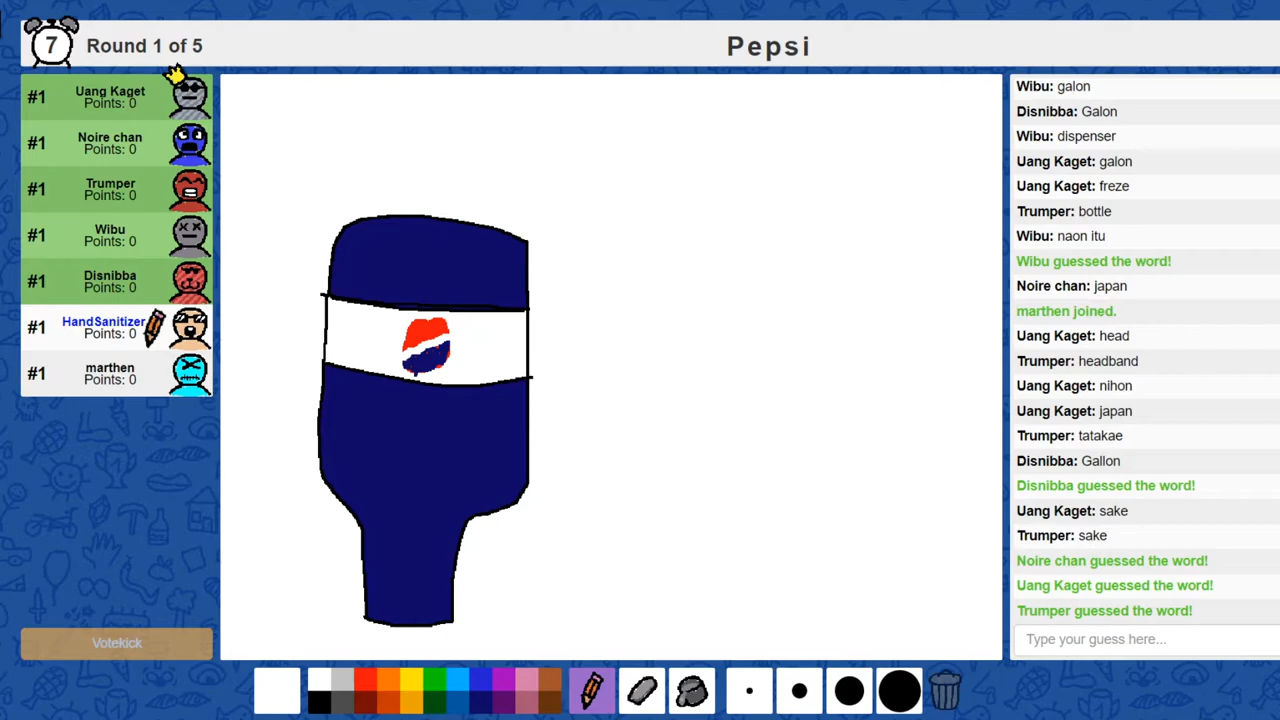 7
Round 1 of 5
Pepsi
#1
Uang Kaget
Points: 0
#1
Noire chan
Points: 0
#1
Trumper
Points: 0
#1
Wibu
Points: 0
#1
Disnibba
Points: 0
#1
HandSanitizer
Points: 0
#1
marthen
Points: 0
Votekick
Wibu: galon
Disnibba: Galon
Wibu: dispenser
Uang Kaget: galon
Uang Kaget: freze
Trumper: bottle
Wibu: naon itu
Wibu guessed the word!
Noire chan: japan
marthen joined.
Uang Kaget: head
Trumper: headband
Uang Kaget: nihon
Uang Kaget: japan
Trumper: tatakae
Disnibba: Gallon
Disnibba guessed the word!
Uang Kaget: sake
Trumper: sake
Noire chan guessed the word!
Uang Kaget guessed the word!
Trumper guessed the word!
Type your guess here...